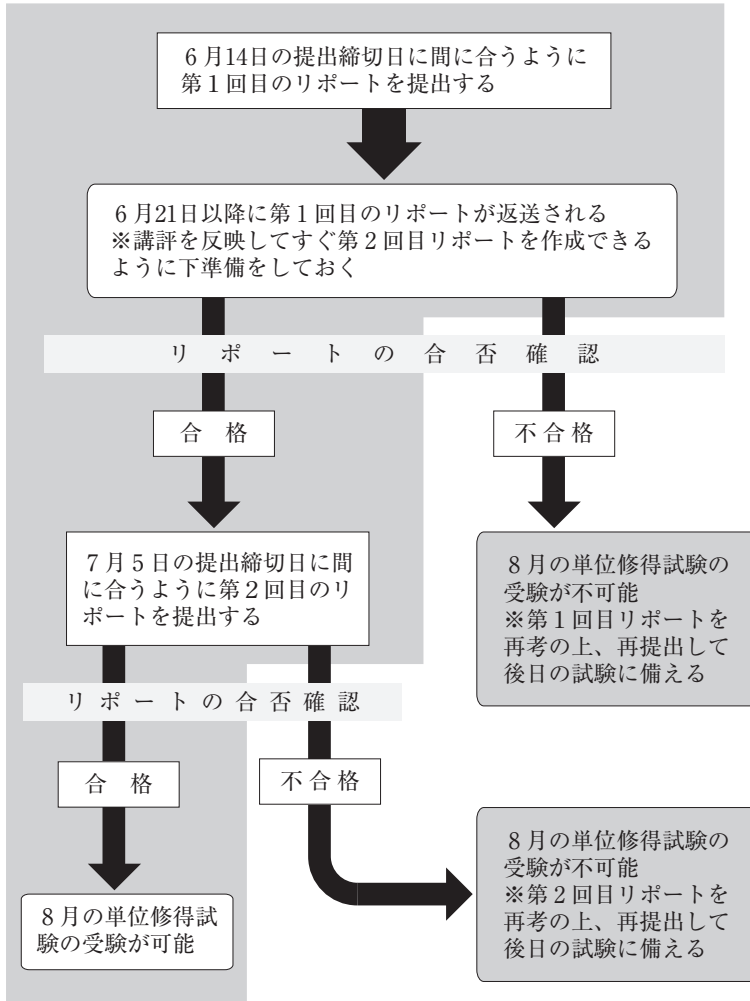 ６月14日の提出締切日に間に合うように
第１回目のリポートを提出する
６月21日以降に第１回目のリポートが返送される
※講評を反映してすぐ第２回目リポートを作成できる
ように下準備をしておく
リポートの合否確認
合格
不合格
７月５日の提出締切日に間
に合うように第２回目のリ
ポートを提出する
８月の単位修得試験の
受験が不可能
※第１回目リポートを
再考の上、再提出して
後日の試験に備える
リポートの合否確認
合格
不合格
８月の単位修得試
験の受験が可能
８月の単位修得試験の
受験が不可能
※第２回目リポートを
再考の上、再提出して
後日の試験に備える